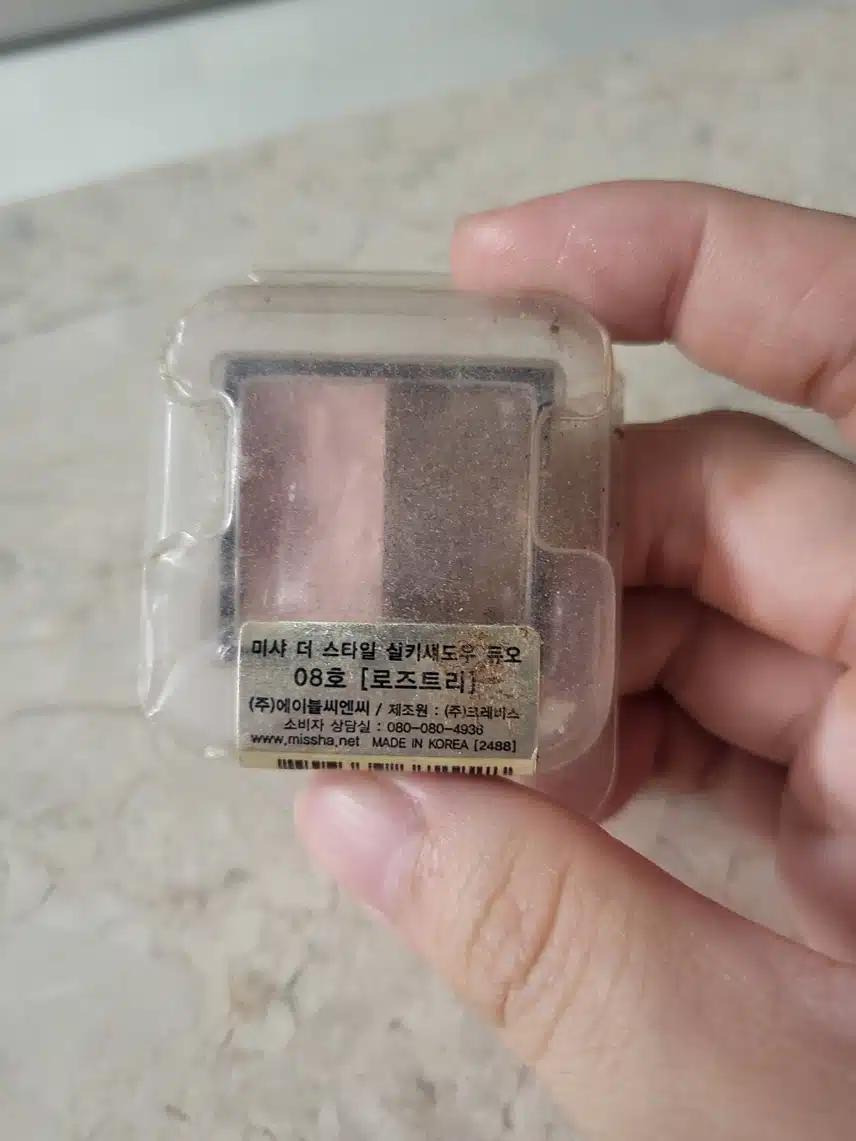 미샤 더 스타일 실키섀도우 듀오
08호 [로즈트리]
(주)에이블씨엔씨 / 제조원 : (주)크레비스
소비자 상담실 : 080-080-4936
www.missha.net MADE IN KOREA [2488]